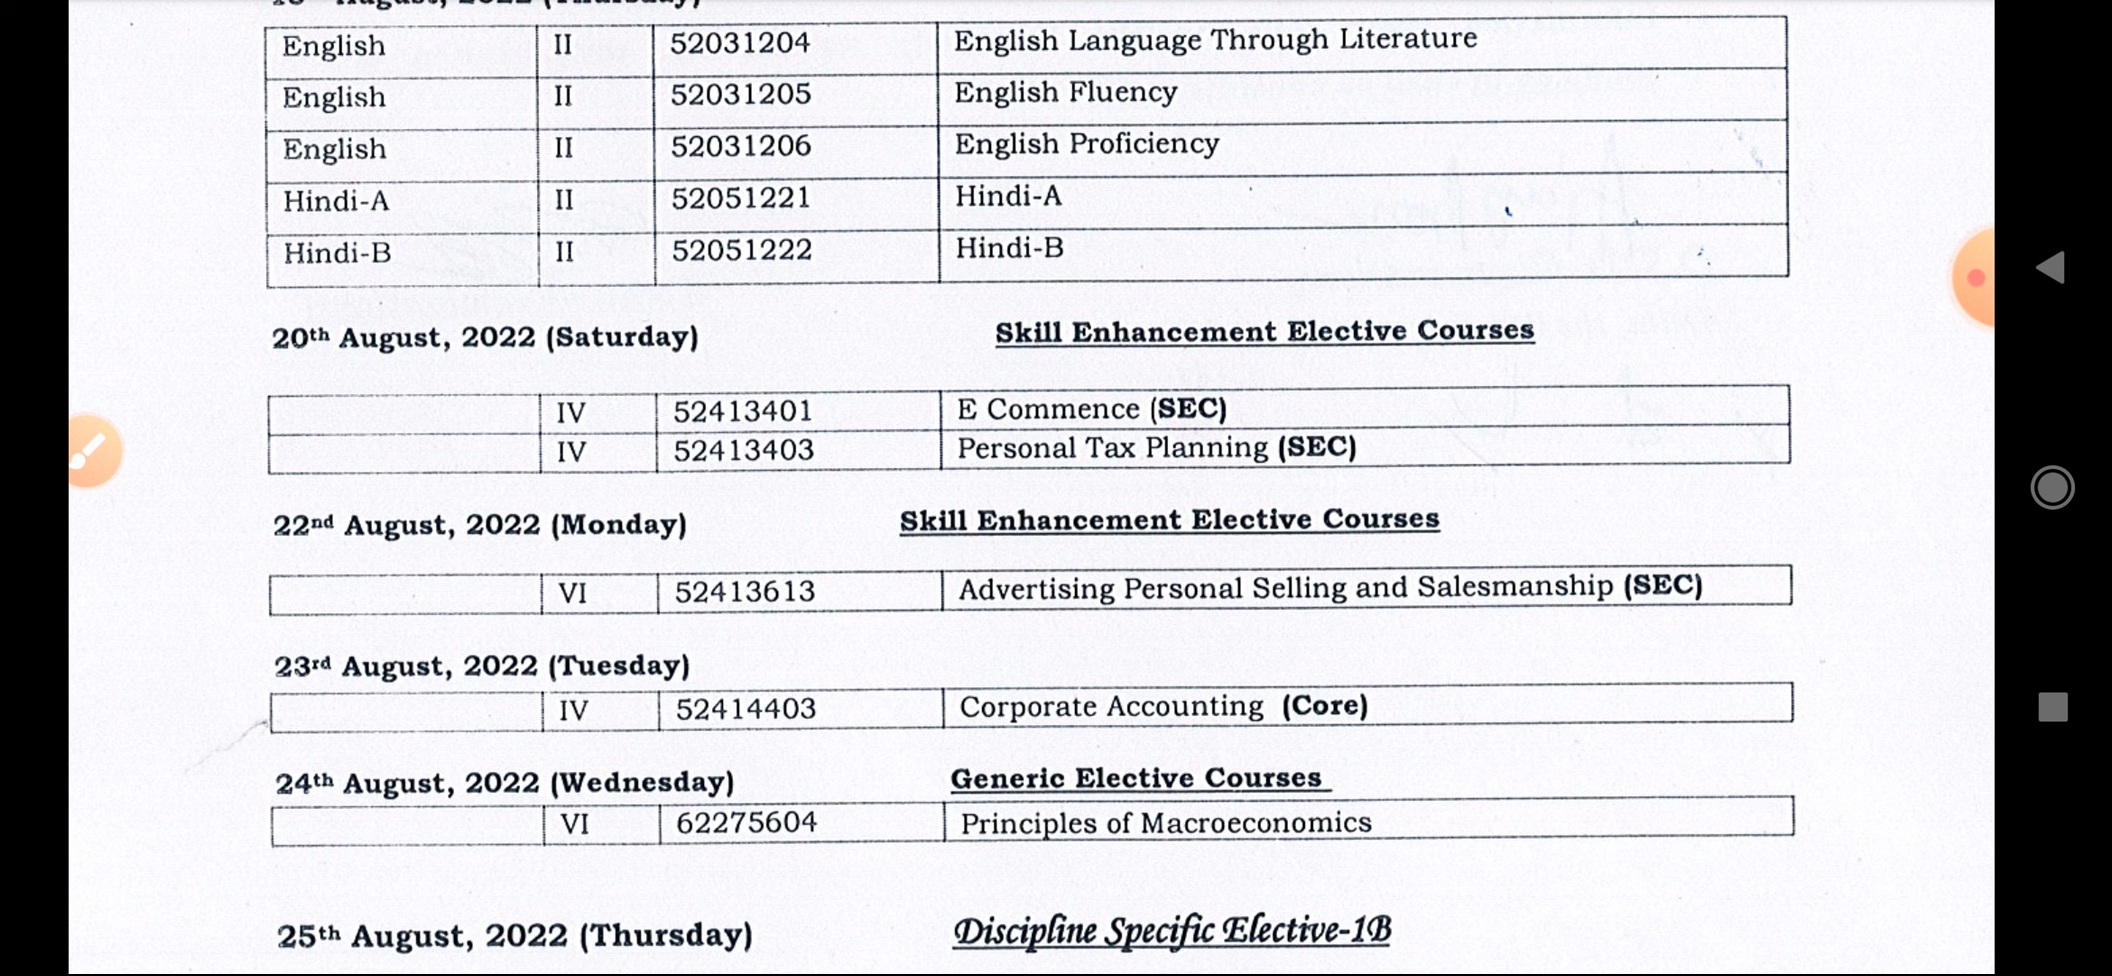 English II 52031204 English Language Through Literature
English II 52031205 English Fluency
English II 52031206 English Proficiency
Hindi-A II 52051221 Hindi-A
Hindi-B II 52051222 Hindi-B
20th August, 2022 (Saturday) Skill Enhancement Elective Courses
IV 52413401 E Commence (SEC)
IV 52413403 Personal Tax Planning (SEC)
22nd August, 2022 (Monday) Skill Enhancement Elective Courses
VI 52413613 Advertising Personal Selling and Salesmanship (SEC)
23rd August, 2022 (Tuesday)
IV 52414403 Corporate Accounting (Core)
24th August, 2022 (Wednesday) Generic Elective Courses
VI 62275604 Principles of Macroeconomics
25th August, 2022 (Thursday) Discipline Specific Elective-1B